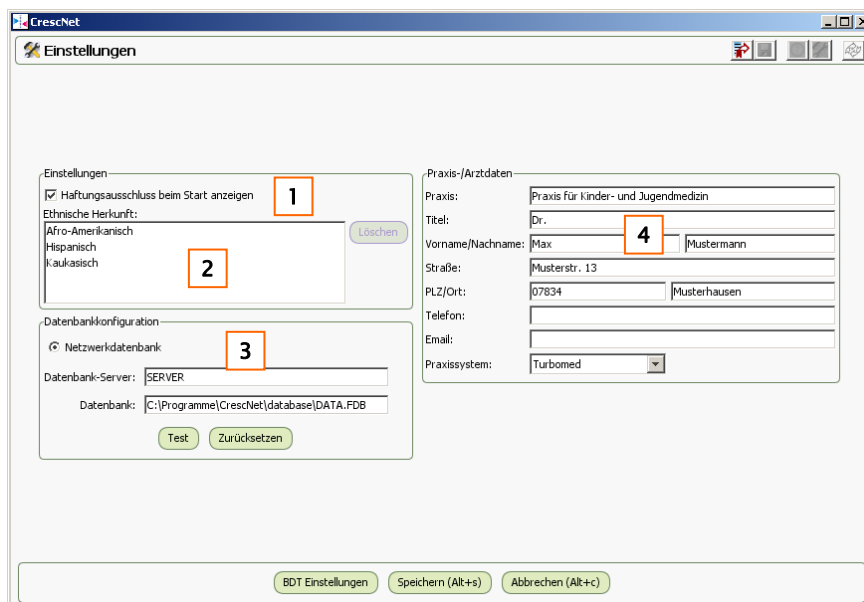 CrescNet
Einstellungen
Einstellungen
Haftungsausschluss beim Start anzeigen
1
Ethnische Herkunft:
Afro-Amerikanisch
Hispanisch
Kaukasisch
Löschen
2
Datenbankkonfiguration
Netzwerkdatenbank
3
Datenbank-Server: SERVER
Datenbank: C:\Programme\CrescNet\database\DATA.FDB
Test Zurücksetzen
Praxis-/Arztdaten
Praxis: Praxis für Kinder- und Jugendmedizin
Titel: Dr.
4
Vorname/Nachname: Max Mustermann
Straße: Musterstr. 13
PLZ/Ort: 07834 Musterhausen
Telefon:
Email:
Praxissystem: Turbomed
BDT Einstellungen Speichern (Alt+s) Abbrechen (Alt+c)